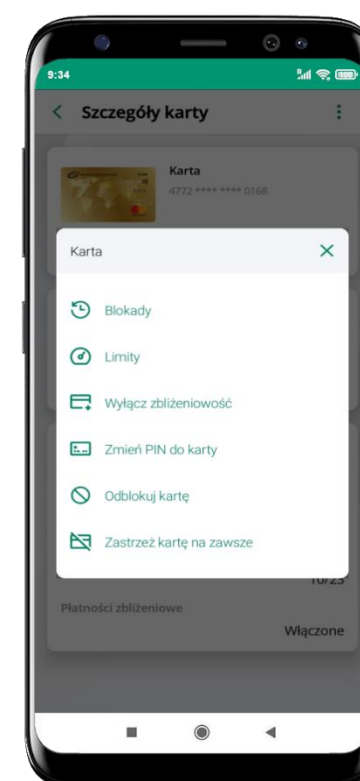 9:34
Szczegóły karty
Karta
4772 **** **** 0168
Karta
Blokady
Limity
Wyłącz zbliżeniowość
Zmień PIN do karty
Odblokuj kartę
Zastrzeż kartę na zawsze
10/23
Płatności zbliżeniowe
Włączone